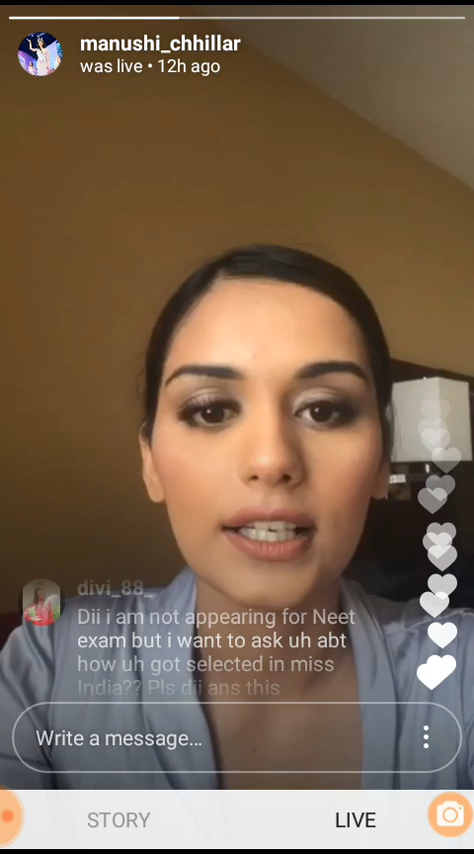 manushi_chhillar
was live • 12h ago
divi_88_
Dii i am not appearing for Neet
exam but i want to ask uh abt
how uh got selected in miss
India?? Pls dii ans this
Write a message...
STORY LIVE